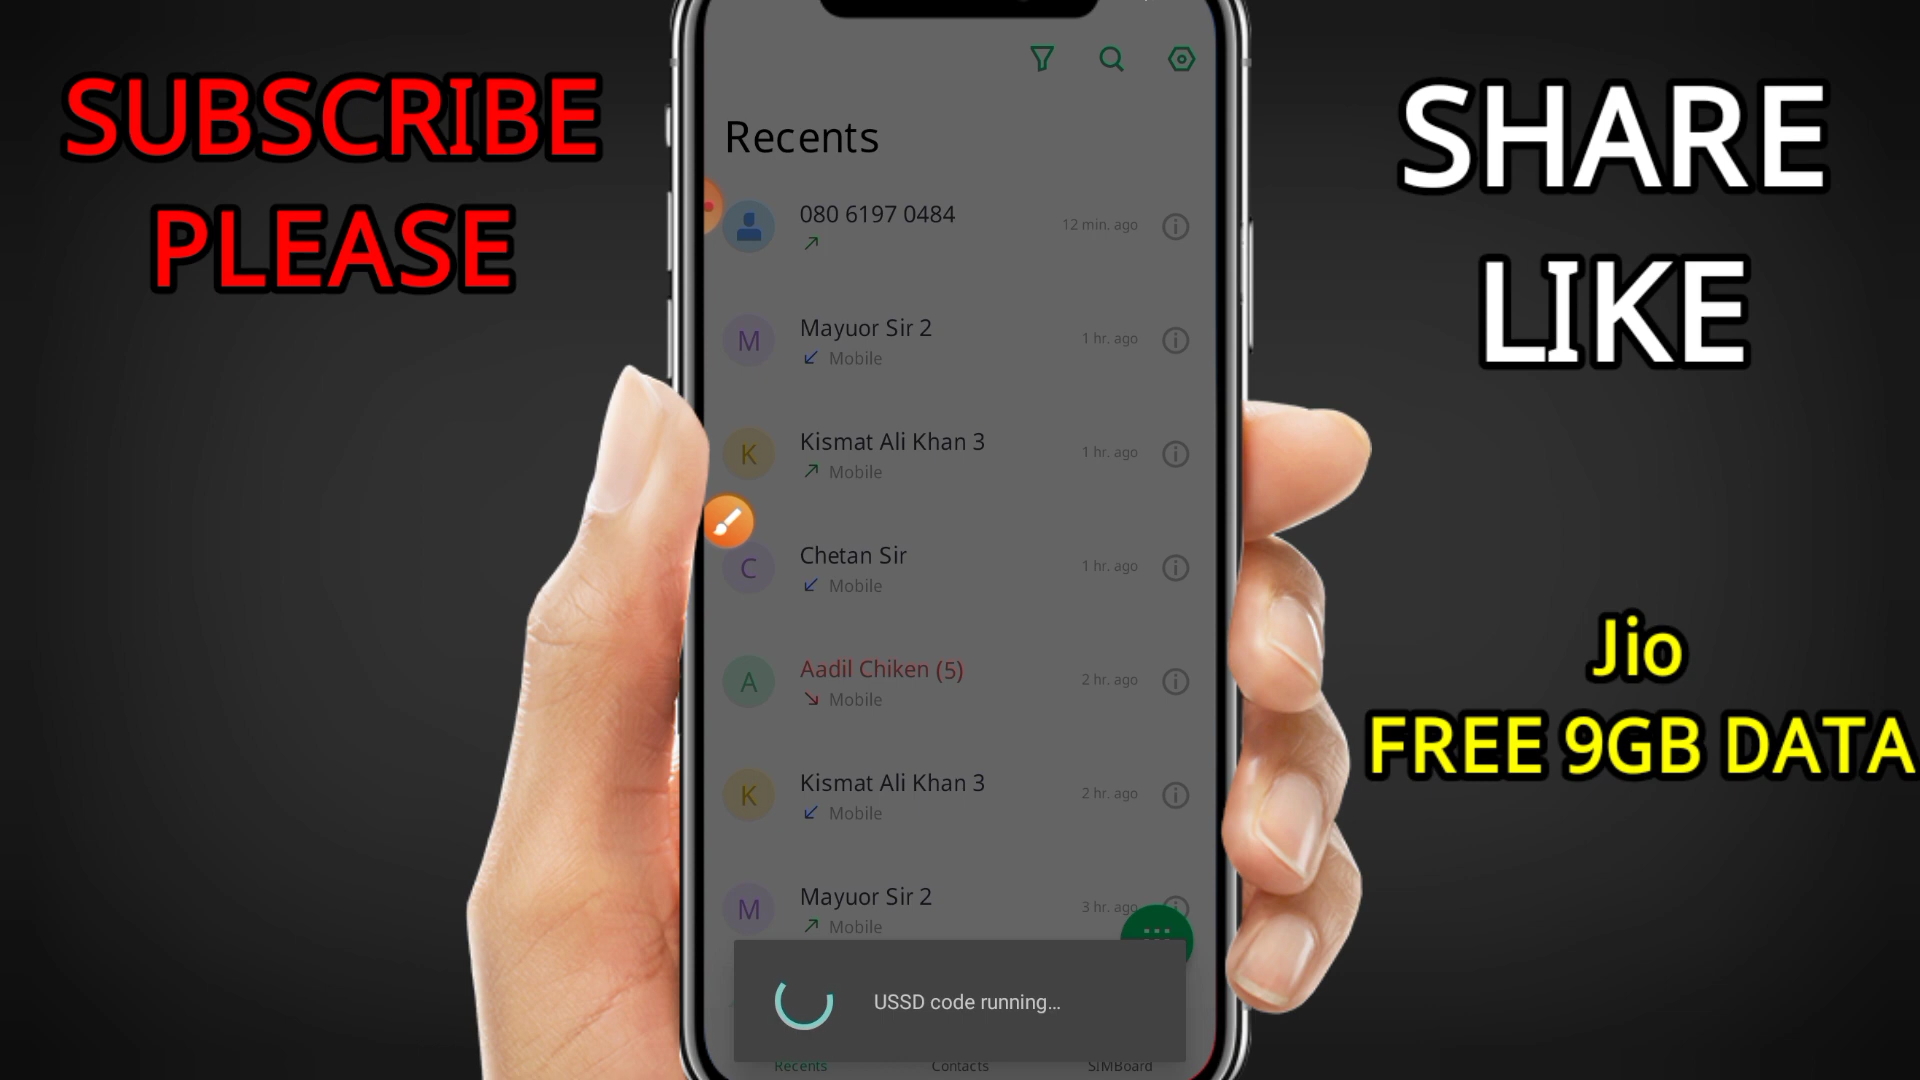 SUBSCRIBE
PLEASE
SHARE
LIKE
Jio
FREE 9GB DATA
Recents
080 6197 0484
12 min. ago
M
Mayuor Sir 2
Mobile
1 hr. ago
K
Kismat Ali Khan 3
Mobile
1 hr. ago
C
Chetan Sir
Mobile
1 hr. ago
A
Aadil Chiken (5)
Mobile
2 hr. ago
K
Kismat Ali Khan 3
Mobile
2 hr. ago
M
Mayuor Sir 2
Mobile
3 hr. ago
USSD code running...
Recents
Contacts
SIMBoard